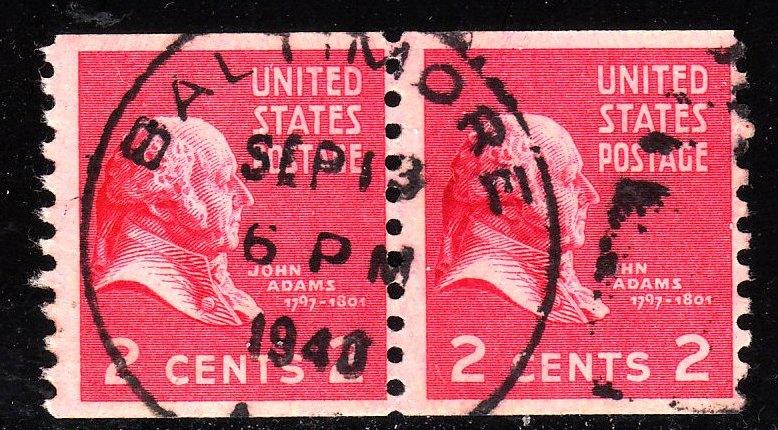 UNITED
STATES
POSTAGE
JOHN
ADAMS
1797-1801
2 CENTS 2
UNITED
STATES
POSTAGE
HN
ADAMS
1797-1801
2 CENTS 2
BALTIMORE
SEP 13
6 PM
1940